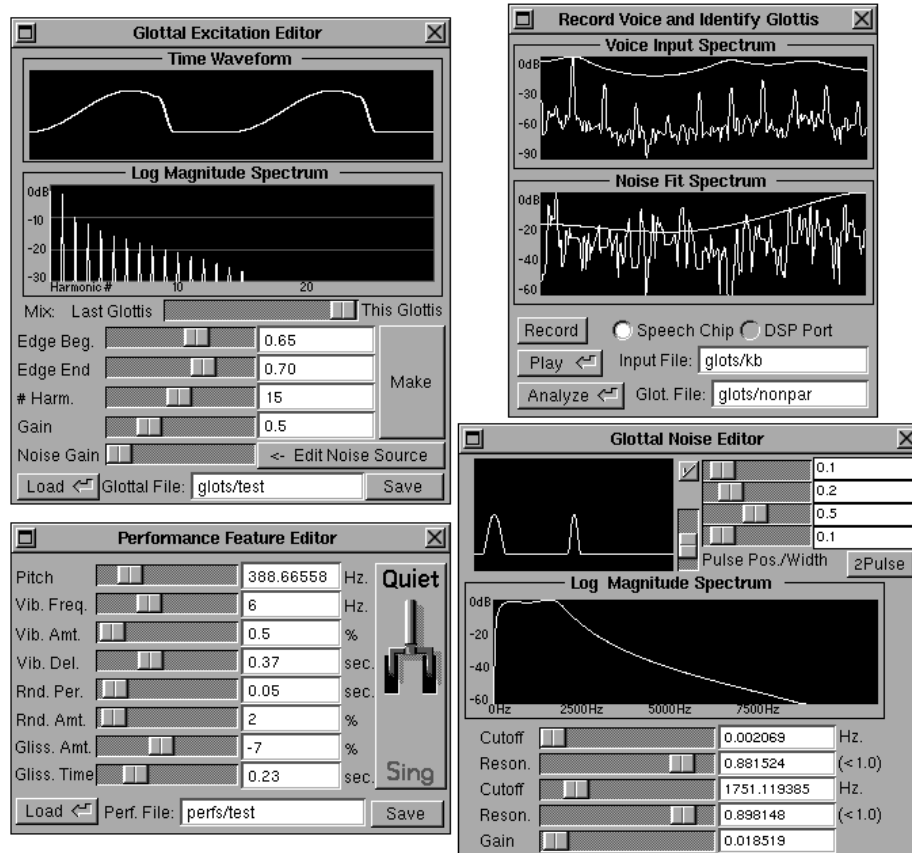 Glottal Excitation Editor
Time Waveform
Log Magnitude Spectrum
0dB
-10
-20
-30
Harmonic #
10
20
Mix: Last Glottis
This Glottis
Edge Beg.
0.65
Edge End
0.70
# Harm.
15
Gain
0.5
Make
Noise Gain
<- Edit Noise Source
Load
Glottal File:
glots/test
Save
Record Voice and Identify Glottis
Voice Input Spectrum
0dB
-30
-60
-90
Noise Fit Spectrum
0dB
-20
-40
-60
Record
Speech Chip
DSP Port
Play
Input File:
glots/kb
Analyze
Glot. File:
glots/nonpar
Performance Feature Editor
Pitch
388.66558
Hz.
Vib. Freq.
6
Hz.
Vib. Amt.
0.5
%
Vib. Del.
0.37
sec.
Rnd. Per.
0.05
sec.
Rnd. Amt.
2
%
Gliss. Amt.
-7
%
Gliss. Time
0.23
sec.
Quiet
Sing
Load
Perf. File:
perfs/test
Save
Glottal Noise Editor
0.1
0.2
0.5
0.1
Pulse Pos./Width
2Pulse
Log Magnitude Spectrum
0dB
-20
-40
-60
0Hz
2500Hz
5000Hz
7500Hz
Cutoff
0.002069
Hz.
Reson.
0.881524
(<1.0)
Cutoff
1751.119385
Hz.
Reson.
0.898148
(<1.0)
Gain
0.018519